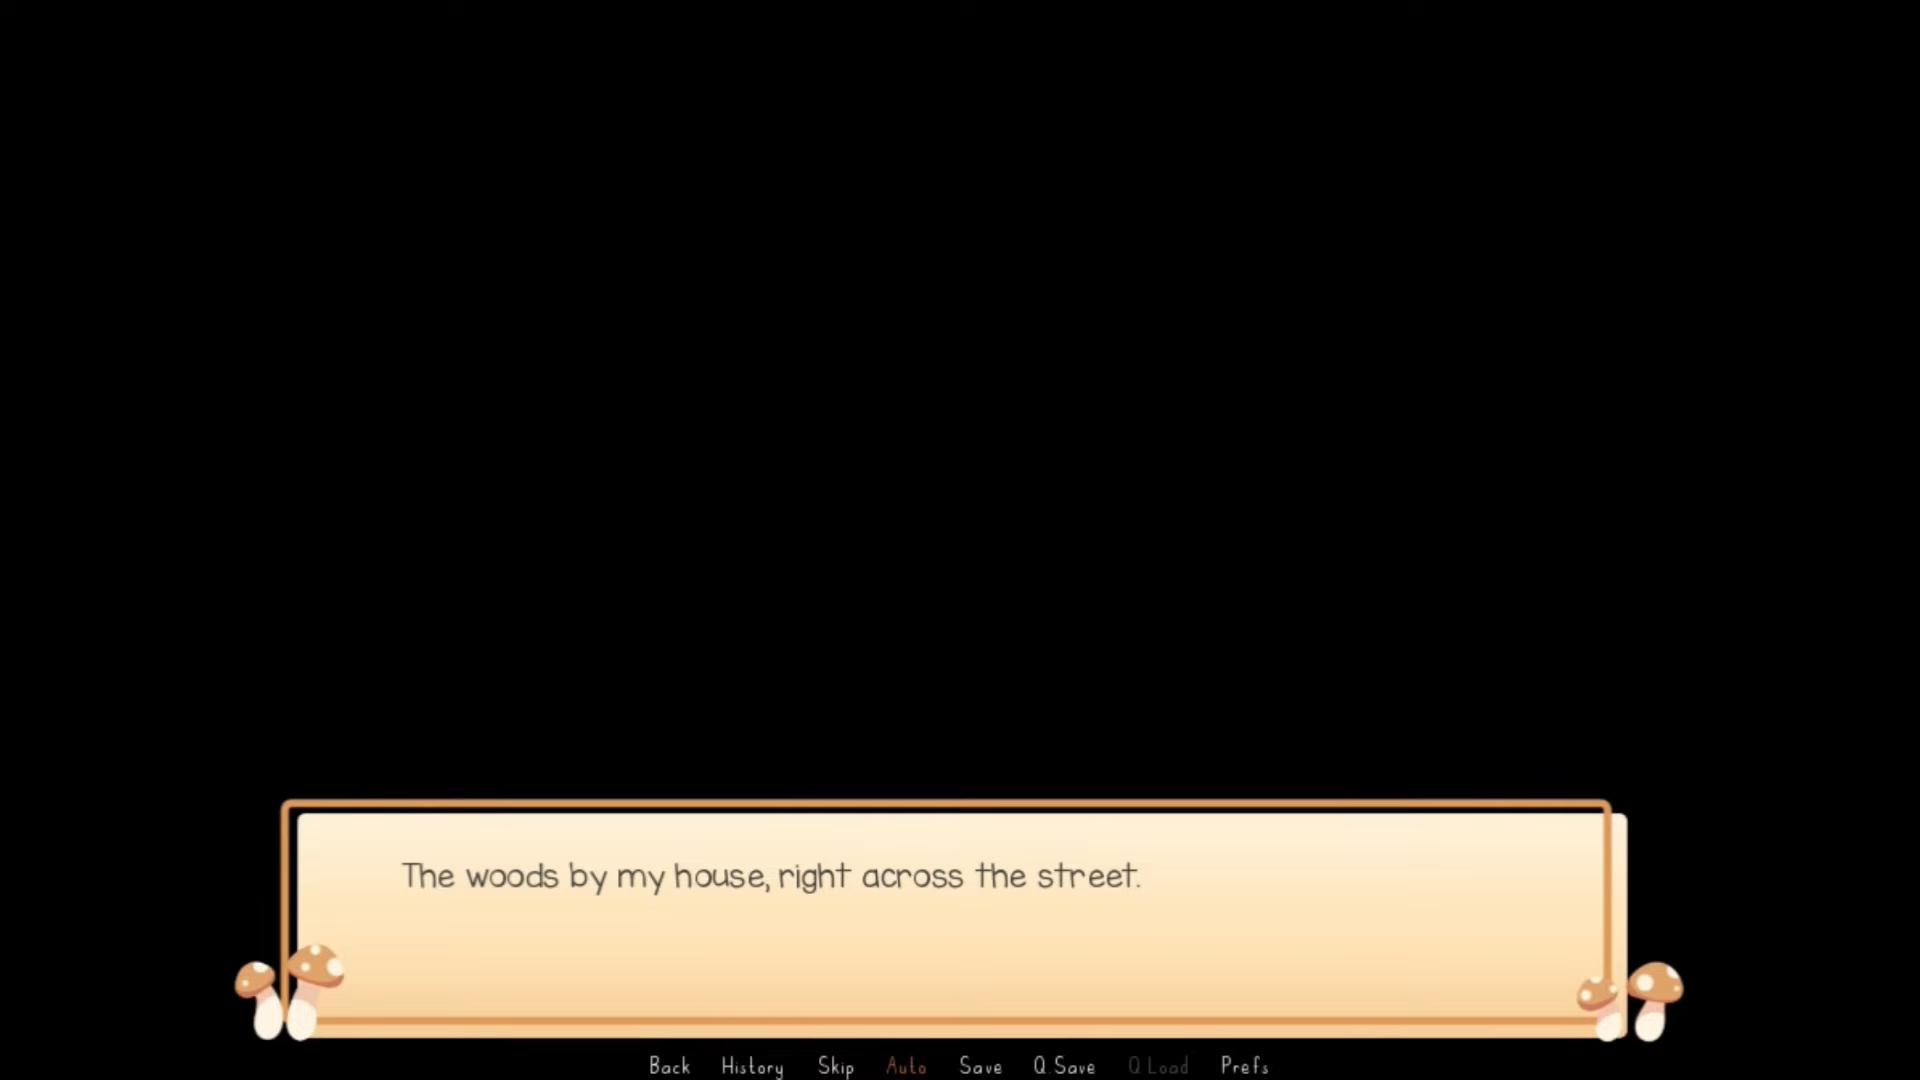 The woods by my house, right across the street.
Back History Skip Auto Save Q.Save Q.Load Prefs